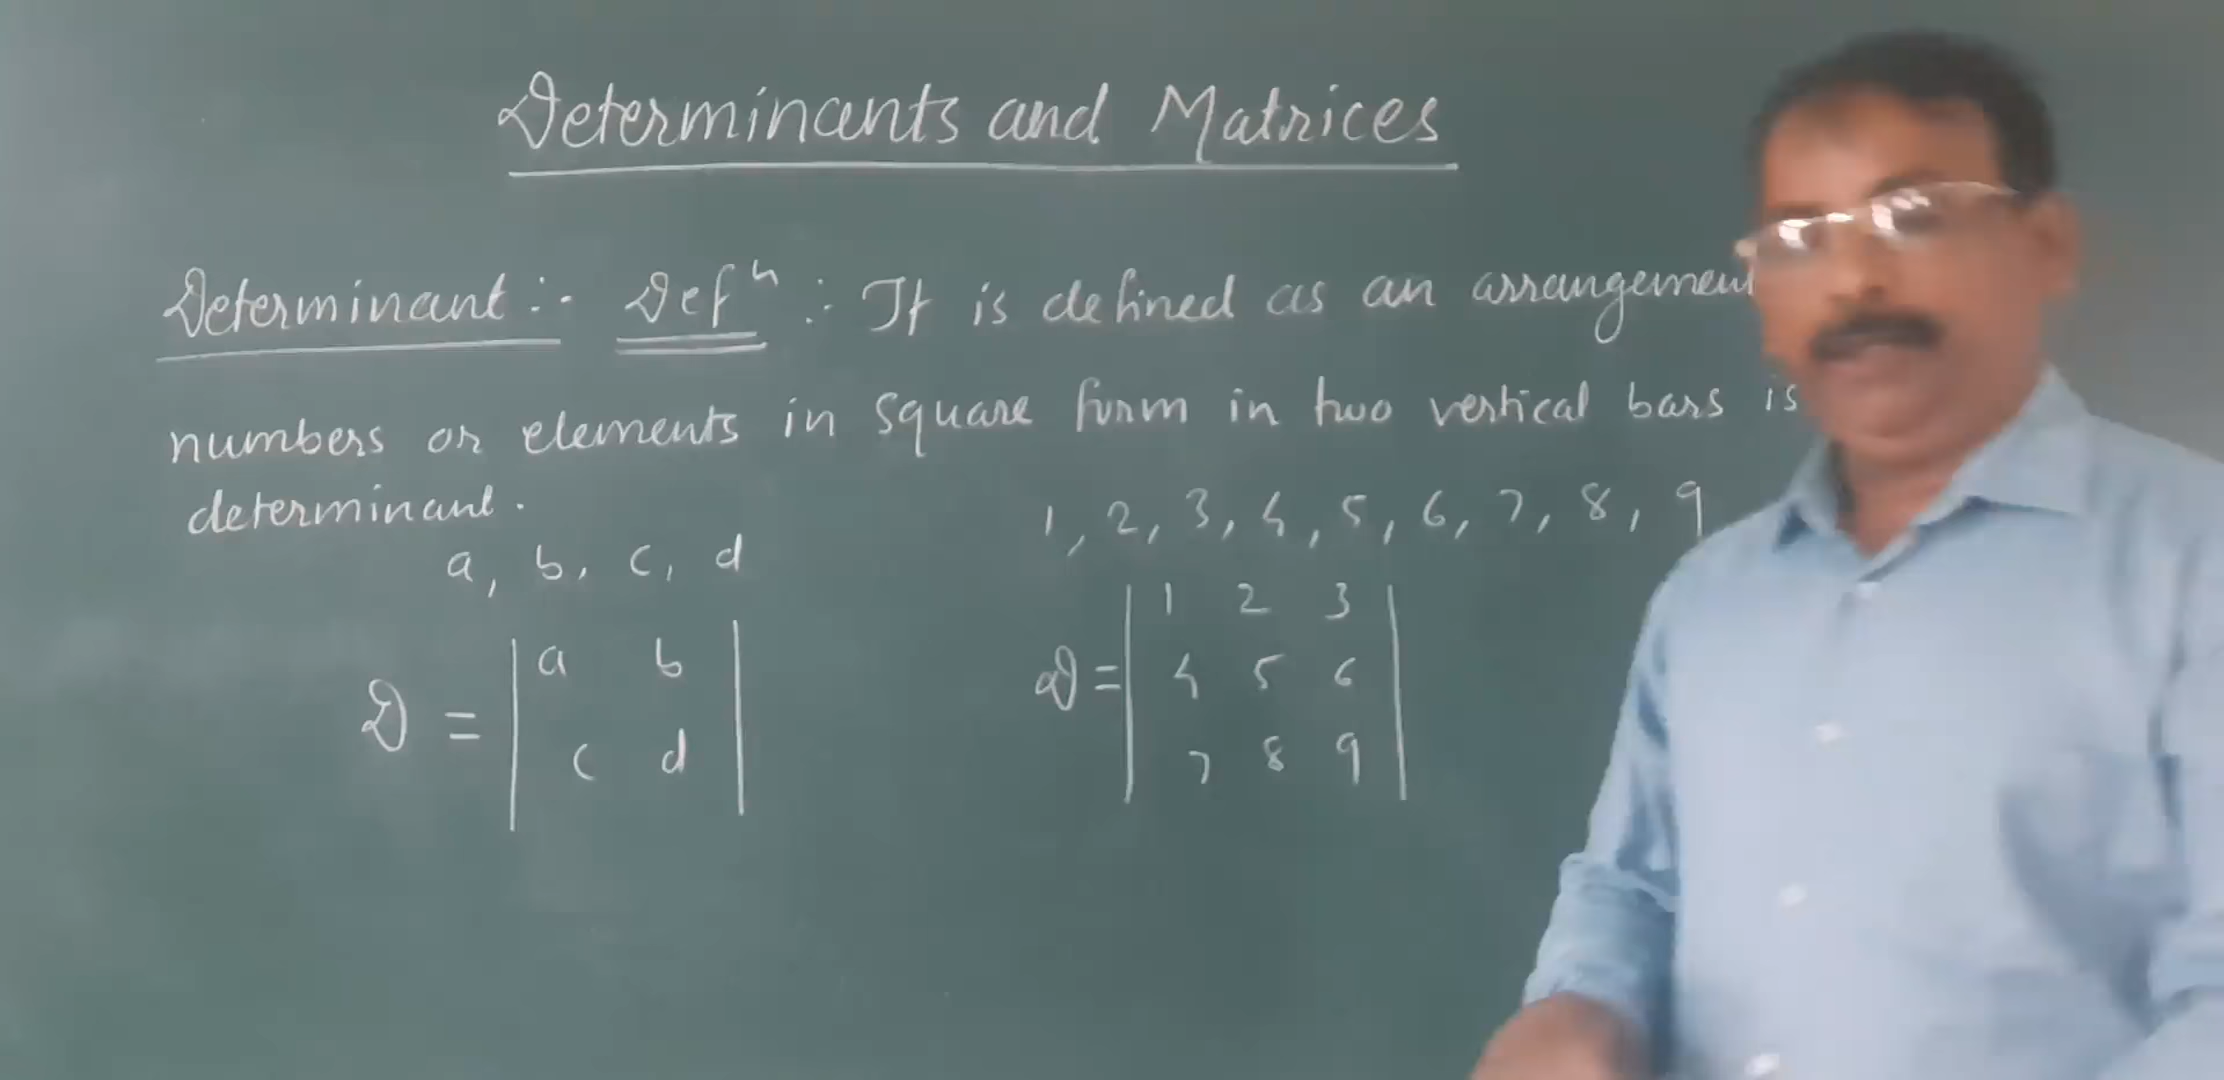 Determinants and Matrices
Determinant :- Defⁿ : It is defined as an arrangement
numbers or elements in square form in two vertical bars is
determinant.
a, b, c, d
1, 2, 3, 4, 5, 6, 7, 8, 9
D = | a b |
| c d |
D = | 1 2 3 |
| 4 5 6 |
| 7 8 9 |